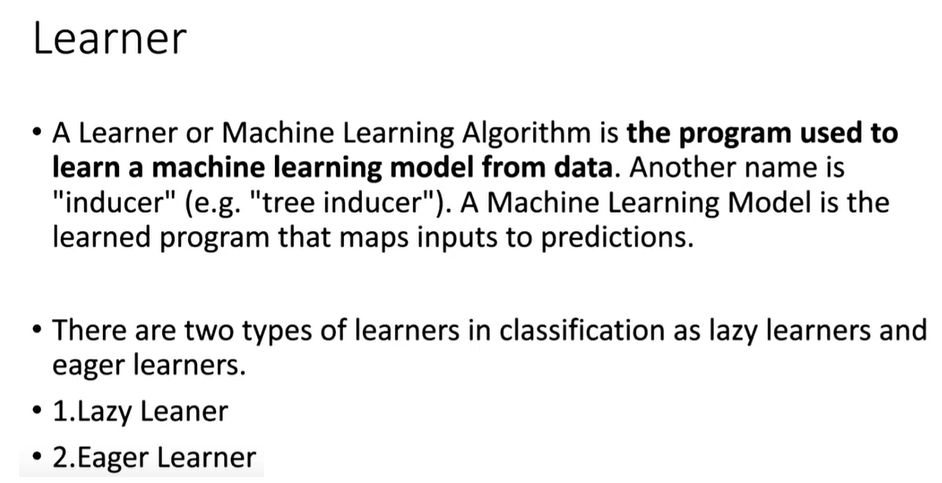 Learner
• A Learner or Machine Learning Algorithm is the program used to
learn a machine learning model from data. Another name is
"inducer" (e.g. "tree inducer"). A Machine Learning Model is the
learned program that maps inputs to predictions.
• There are two types of learners in classification as lazy learners and
eager learners.
• 1.Lazy Leaner
• 2.Eager Learner